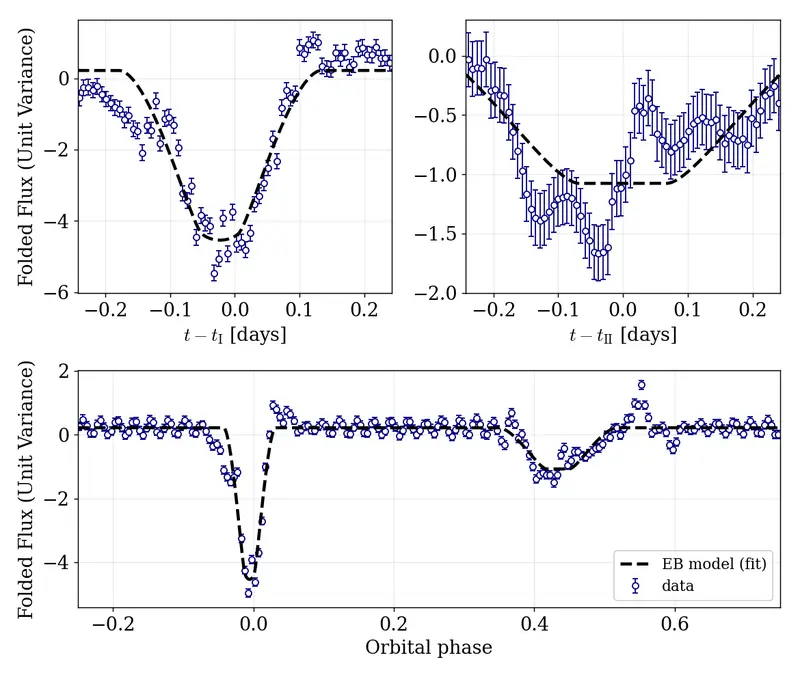 Folded Flux (Unit Variance)
0
−2
−4
−6
−0.2 −0.1 0.0 0.1 0.2
t − tI [days]
0.0
−0.5
−1.0
−1.5
−2.0
−0.2 −0.1 0.0 0.1 0.2
t − tII [days]
Folded Flux (Unit Variance)
2
0
−2
−4
−0.2 0.0 0.2 0.4 0.6
Orbital phase
EB model (fit)
data